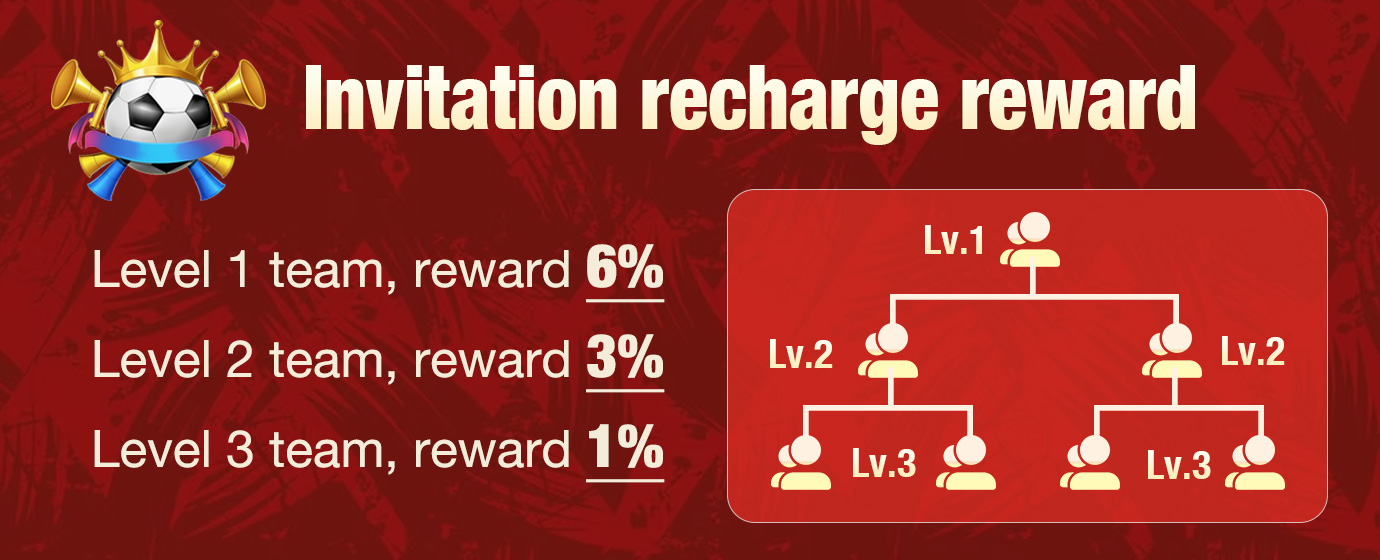 Invitation recharge reward
Level 1 team, reward 6%
Level 2 team, reward 3%
Level 3 team, reward 1%
Lv.1
Lv.2
Lv.2
Lv.3
Lv.3